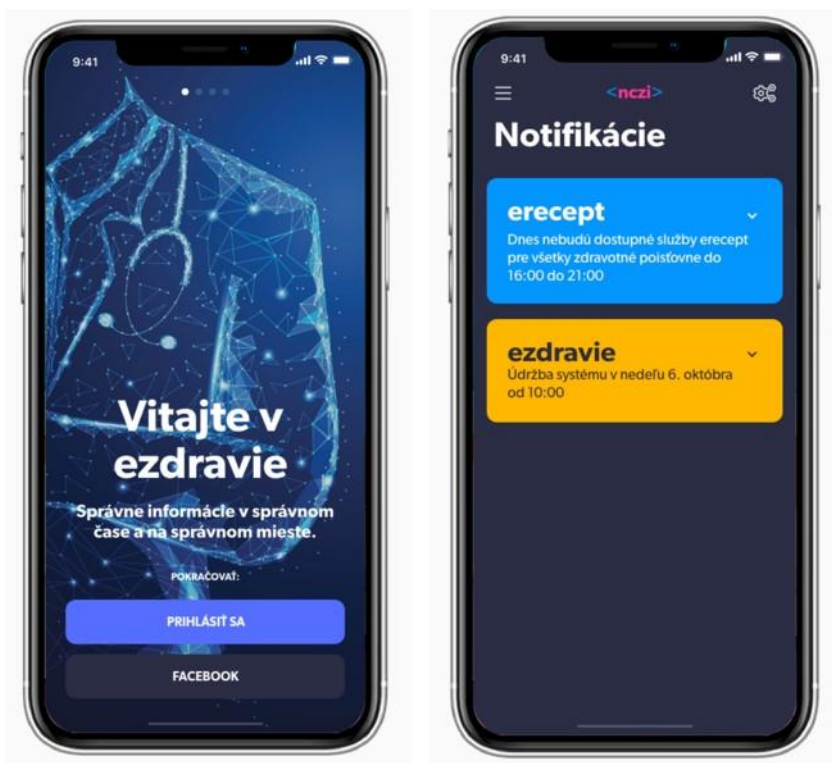 9:41
Vitajte v
ezdravie
Správne informácie v správnom
čase a na správnom mieste.
POKRAČOVAŤ:
PRIHLÁSIŤ SA
FACEBOOK
9:41
<nczi>
Notifikácie
erecept
Dnes nebudú dostupné služby erecept
pre všetky zdravotné poisťovne do
16:00 do 21:00
ezdravie
Údržba systému v nedeľu 6. októbra
od 10:00